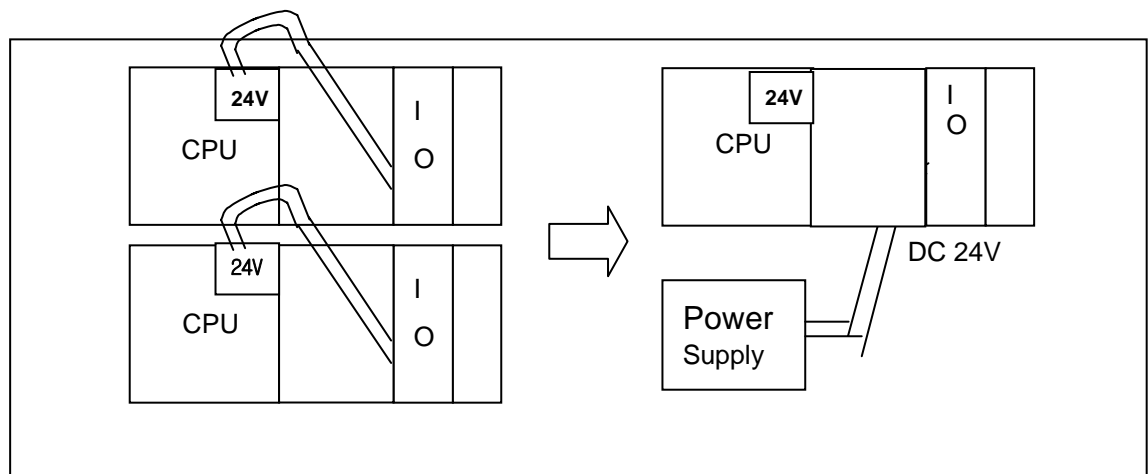 24V
CPU
I
O
24V
CPU
I
O
24V
CPU
I
O
DC 24V
Power
Supply